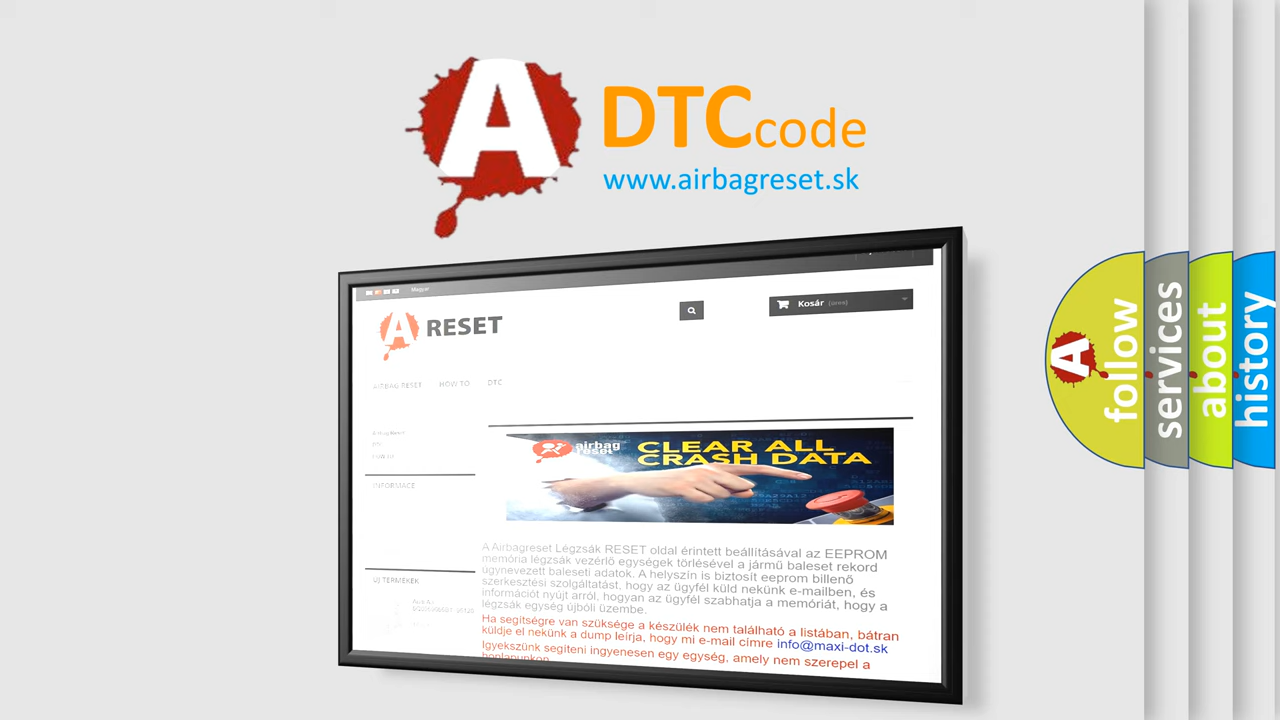 A
DTCcode
www.airbagreset.sk
Magyar
A RESET
Kosár (üres)
AIRBAG RESET HOW TO DTC
INFORMACE
ÚJ TERMÉKEK
airbag
reset
CLEAR ALL
CRASH DATA
A Airbagreset Légzsák RESET oldal érintett beállításával az EEPROM
memória légzsák vezérlő egységek törlésével a jármű baleset rekord
úgynevezett baleseti adatok. A helyszín is biztosít eeprom billenő
szerkesztési szolgáltatást, hogy az ügyfél küld nekünk e-mailben, és
információt nyújt arról, hogyan az ügyfél szabhatja a memóriát, hogy a
légzsák egység újbóli üzembe.
Ha segítségre van szüksége a készülék nem található a listában, bátran
küldje el nekünk a dump leírja, hogy mi e-mail címre info@maxi-dot.sk
Igyekszünk segíteni ingyenesen egy egység, amely nem szerepel a
honlapunkon
A
follow
services
about
history